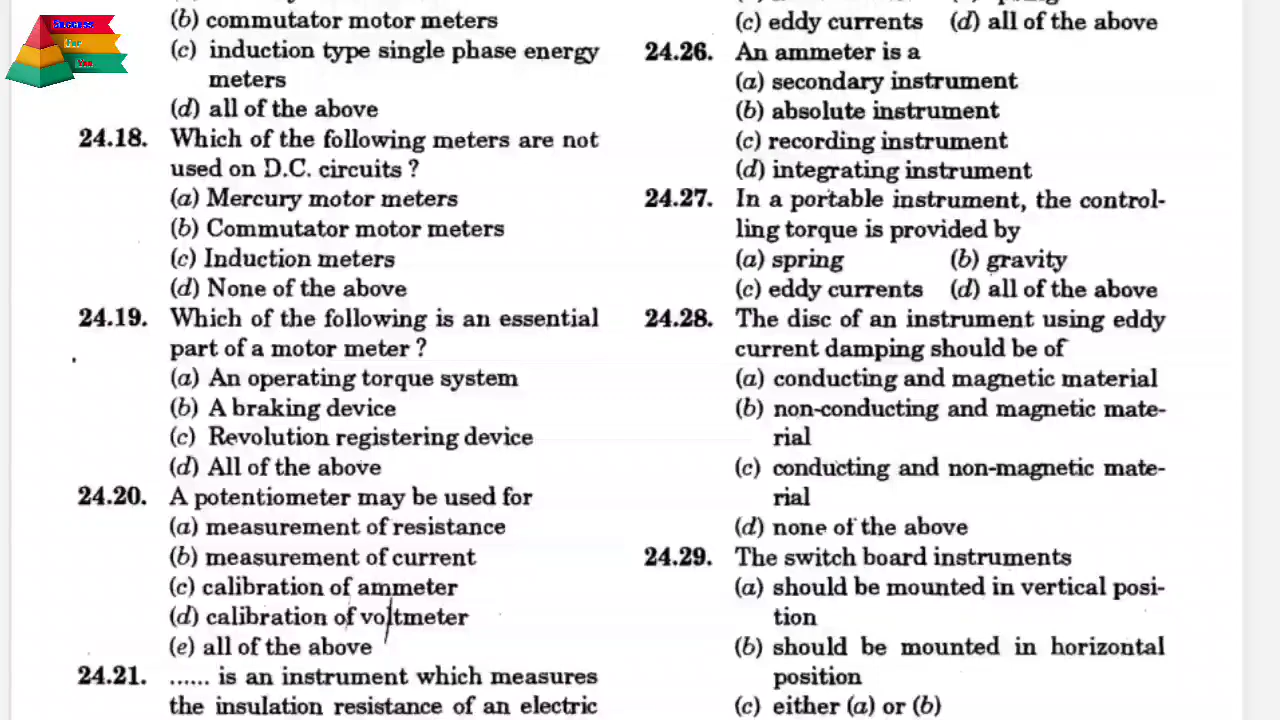 Success
For
You
(b) commutator motor meters
(c) induction type single phase energy
meters
(d) all of the above
24.18. Which of the following meters are not
used on D.C. circuits ?
(a) Mercury motor meters
(b) Commutator motor meters
(c) Induction meters
(d) None of the above
24.19. Which of the following is an essential
part of a motor meter ?
(a) An operating torque system
(b) A braking device
(c) Revolution registering device
(d) All of the above
24.20. A potentiometer may be used for
(a) measurement of resistance
(b) measurement of current
(c) calibration of ammeter
(d) calibration of voltmeter
(e) all of the above
24.21. ...... is an instrument which measures
the insulation resistance of an electric
(c) eddy currents (d) all of the above
24.26. An ammeter is a
(a) secondary instrument
(b) absolute instrument
(c) recording instrument
(d) integrating instrument
24.27. In a portable instrument, the control-
ling torque is provided by
(a) spring (b) gravity
(c) eddy currents (d) all of the above
24.28. The disc of an instrument using eddy
current damping should be of
(a) conducting and magnetic material
(b) non-conducting and magnetic mate-
rial
(c) conducting and non-magnetic mate-
rial
(d) none of the above
24.29. The switch board instruments
(a) should be mounted in vertical posi-
tion
(b) should be mounted in horizontal
position
(c) either (a) or (b)